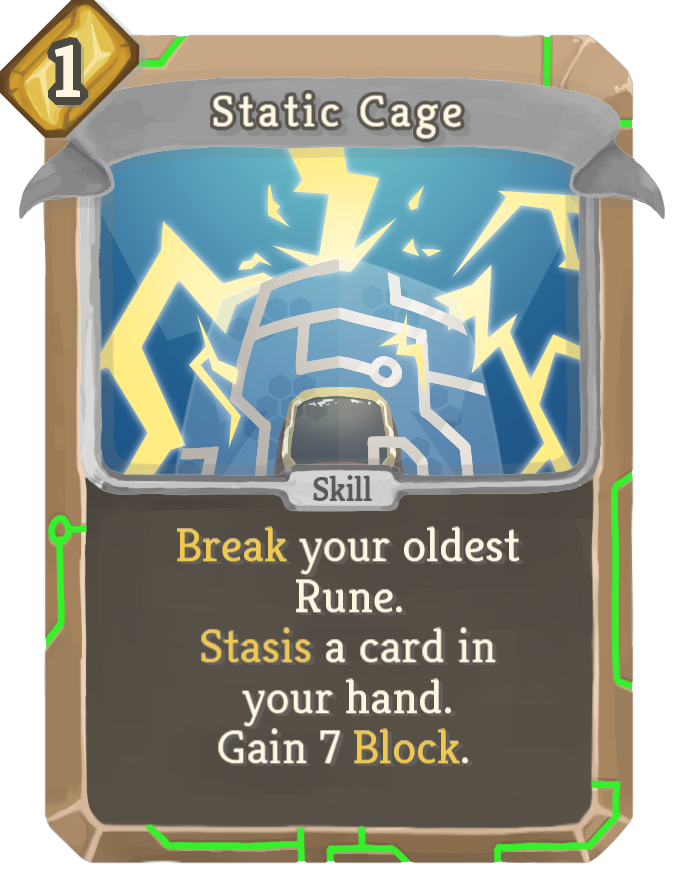 1
Static Cage
Skill
Break your oldest
Rune.
Stasis a card in
your hand.
Gain 7 Block.